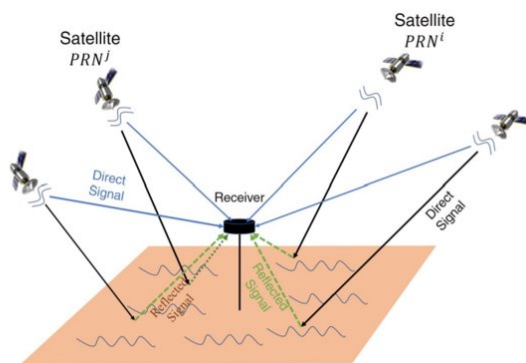 Satellite
PRN^j
Satellite
PRN^i
Direct
Signal
Receiver
Direct
Signal
Reflected
Signal
Reflected
Signal